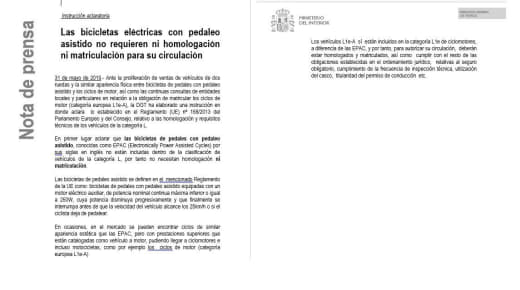 Nota de prensa
Instrucción aclaratoria
Las bicicletas eléctricas con pedaleo
asistido no requieren ni homologación
ni matriculación para su circulación
31 de mayo de 2019.- Ante la proliferación de ventas de vehículos de dos
ruedas y la similar apariencia física entre bicicletas de pedales con pedaleo
asistido y los ciclos de motor, así como las continuas consultas de entidades
locales y particulares en relación a la obligación de matricular los ciclos de
motor (categoría europea L1e-A), la DGT ha elaborado una instrucción en
donde aclara lo establecido en el Reglamento (UE) nº 168/2013 del
Parlamento Europeo y del Consejo, relativo a las homologación y requisitos
técnicos de los vehículos de la categoría L.
En primer lugar aclarar que las bicicletas de pedales con pedaleo
asistido, conocidas como EPAC (Electronically Power Assisted Cycles) por
sus siglas en inglés no están incluidas dentro de la clasificación de
vehículos de la categoría L, por tanto no necesitan homologación ni
matriculación.
Las bicicletas de pedales asistido se definen en el mencionado Reglamento
de la UE como: bicicletas de pedales con pedaleo asistido equipadas con un
motor eléctrico auxiliar, de potencia nominal continua máxima inferior o igual
a 250W, cuya potencia disminuya progresivamente y que finalmente se
interrumpa antes de que la velocidad del vehículo alcance los 25km/h o si el
ciclista deja de pedalear.
En ocasiones, en el mercado se pueden encontrar ciclos de similar
apariencia estética que las EPAC, pero con prestaciones superiores que
están catalogadas como vehículo a motor, pudiendo llegar a ciclomotores e
incluso motocicletas, como por ejemplo los ciclos de motor (categoría
europea L1e-A)
MINISTERIO
DEL INTERIOR
Los vehículos L1e-A sí están incluidos en la categoría L1e de ciclomotores,
a diferencia de las EPAC, y por tanto, para autorizar su circulación, deberán
estar homologados y matriculados, así como cumplir con el resto de
obligaciones establecidas en el ordenamiento jurídico, relativas al seguro
obligatorio, cumplimiento de la frecuencia de inspección técnica, utilización
del casco, titularidad del permiso de conducción etc.